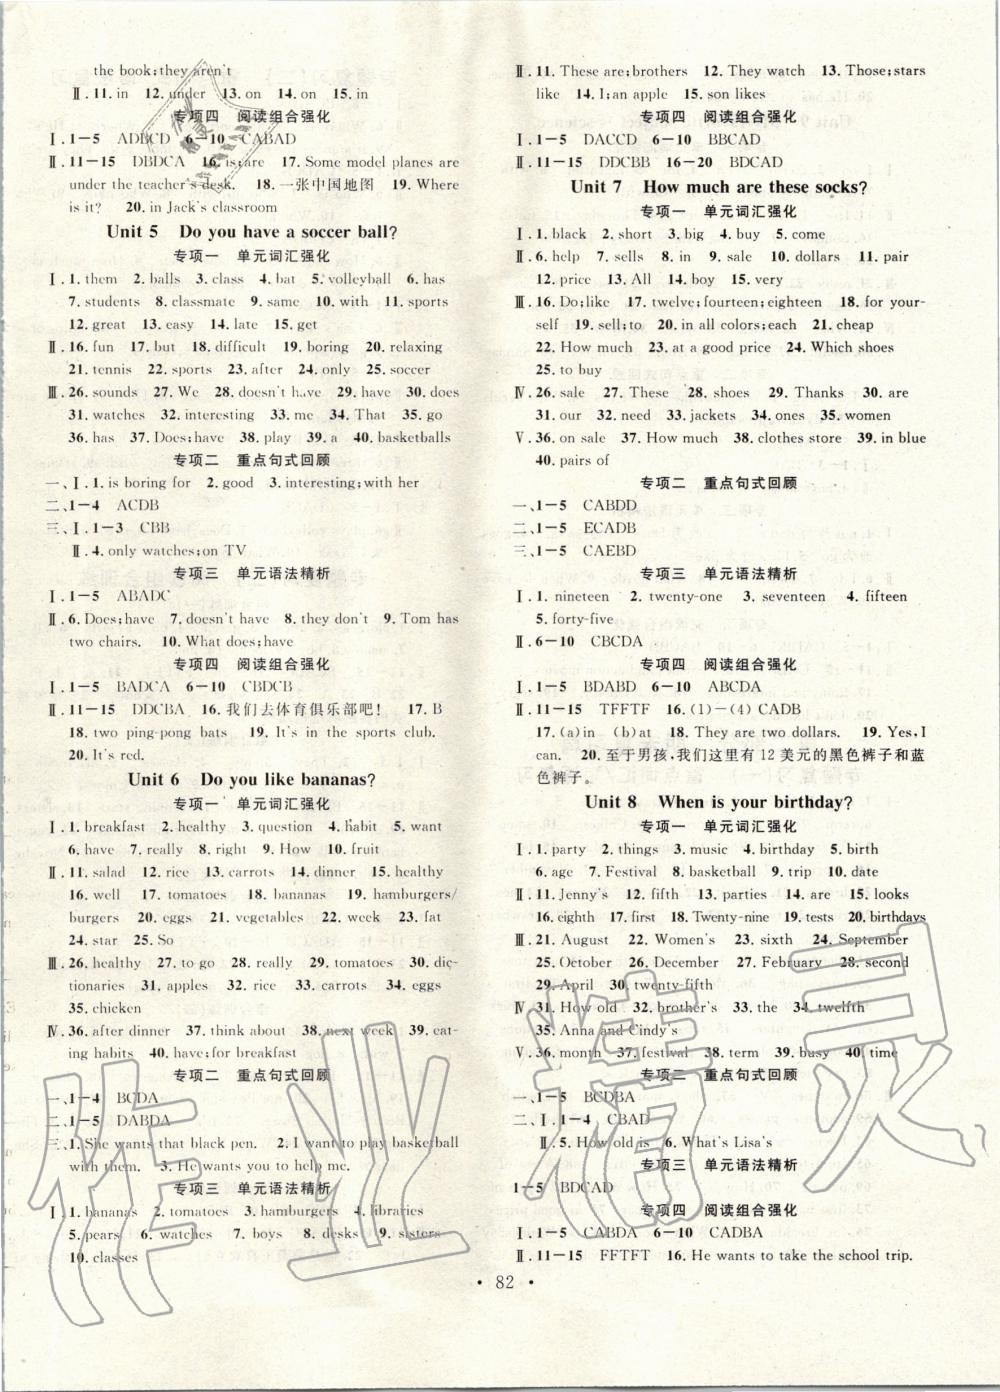 the book;they aren't
Ⅱ.11. in 12. under 13. on 14. on 15. in
专项四 阅读组合强化
Ⅰ.1—5 ADBCD 6—10 CABAD
Ⅱ.11—15 DBDCA 16. is;are 17. Some model planes are
under the teacher's desk. 18. 一张中国地图 19. Where
is it? 20. in Jack's classroom
Unit 5 Do you have a soccer ball?
专项一 单元词汇强化
Ⅰ.1. them 2. balls 3. class 4. bat 5. volleyball 6. has
7. students 8. classmate 9. same 10. with 11. sports
12. great 13. easy 14. late 15. get
Ⅱ.16. fun 17. but 18. difficult 19. boring 20. relaxing
21. tennis 22. sports 23. after 24. only 25. soccer
Ⅲ.26. sounds 27. We 28. doesn't have 29. have 30. does
31. watches 32. interesting 33. me 34. That 35. go
36. has 37. Does;have 38. play 39. a 40. basketballs
专项二 重点句式回顾
一、Ⅰ.1. is boring for 2. good 3. interesting;with her
二、1—4 ACDB
三、Ⅰ.1—3 CBB
Ⅱ.4. only watches;on TV
专项三 单元语法精析
Ⅰ.1—5 ABADC
Ⅱ.6. Does;have 7. doesn't have 8. they don't 9. Tom has
two chairs. 10. What does;have
专项四 阅读组合强化
Ⅰ.1—5 BADCA 6—10 CBDCB
Ⅱ.11—15 DDCBA 16. 我们去体育俱乐部吧！ 17. B
18. two ping-pong bats 19. It's in the sports club.
20. It's red.
Unit 6 Do you like bananas?
专项一 单元词汇强化
Ⅰ.1. breakfast 2. healthy 3. question 4. habit 5. want
6. have 7. really 8. right 9. How 10. fruit
Ⅱ.11. salad 12. rice 13. carrots 14. dinner 15. healthy
16. well 17. tomatoes 18. bananas 19. hamburgers/
burgers 20. eggs 21. vegetables 22. week 23. fat
24. star 25. So
Ⅲ.26. healthy 27. to go 28. really 29. tomatoes 30. dic-
tionaries 31. apples 32. rice 33. carrots 34. eggs
35. chicken
Ⅳ.36. after dinner 37. think about 38. next week 39. eat-
ing habits 40. have;for breakfast
专项二 重点句式回顾
一、1—4 BCDA
二、1—5 DABDA
三、1. She wants that black pen. 2. I want to play basketball
with them. 3. He wants you to help me.
专项三 单元语法精析
Ⅰ.1. bananas 2. tomatoes 3. hamburgers 4. libraries
5. pears 6. watches 7. boys 8. dictionaries 9. sisters
10. classes
Ⅱ.11. These are;brothers 12. They watch 13. Those;stars
like 14. I;an apple 15. son likes
专项四 阅读组合强化
Ⅰ.1—5 DACCD 6—10 BBCAD
Ⅱ.11—15 DDCBB 16—20 BDCAD
Unit 7 How much are these socks?
专项一 单元词汇强化
Ⅰ.1. black 2. short 3. big 4. buy 5. come
Ⅱ.6. help 7. sells 8. in 9. sale 10. dollars 11. pair
12. price 13. All 14. boy 15. very
Ⅲ.16. Do;like 17. twelve;fourteen;eighteen 18. for your-
self 19. sell;to 20. in all colors;each 21. cheap
22. How much 23. at a good price 24. Which shoes
25. to buy
Ⅳ.26. sale 27. These 28. shoes 29. Thanks 30. are
31. our 32. need 33. jackets 34. ones 35. women
Ⅴ.36. on sale 37. How much 38. clothes store 39. in blue
40. pairs of
专项二 重点句式回顾
一、1—5 CABDD
二、1—5 ECADB
三、1—5 CAEBD
专项三 单元语法精析
Ⅰ.1. nineteen 2. twenty-one 3. seventeen 4. fifteen
5. forty-five
Ⅱ.6—10 CBCDA
专项四 阅读组合强化
Ⅰ.1—5 BDABD 6—10 ABCDA
Ⅱ.11—15 TFFTF 16. (1)—(4) CADB
17. (a)in (b)at 18. They are two dollars. 19. Yes,I
can. 20. 至于男孩,我们这里有 12 美元的黑色裤子和蓝
色裤子。
Unit 8 When is your birthday?
专项一 单元词汇强化
Ⅰ.1. party 2. things 3. music 4. birthday 5. birth
6. age 7. Festival 8. basketball 9. trip 10. date
Ⅱ.11. Jenny's 12. fifth 13. parties 14. are 15. looks
16. eighth 17. first 18. Twenty-nine 19. tests 20. birthdays
Ⅲ.21. August 22. Women's 23. sixth 24. September
25. October 26. December 27. February 28. second
29. April 30. twenty-fifth
Ⅳ.31. How old 32. brother's 33. the 34. twelfth
35. Anna and Cindy's
Ⅴ.36. month 37. festival 38. term 39. busy 40. time
专项二 重点句式回顾
一、1—5 BCDBA
二、Ⅰ.1—4 CBAD
Ⅱ.5. How old is 6. What's Lisa's
专项三 单元语法精析
1—5 BDCAD
专项四 阅读组合强化
Ⅰ.1—5 CABDA 6—10 CADBA
Ⅱ.11—15 FFTFT 16. He wants to take the school trip.
• 82 •
作业精灵